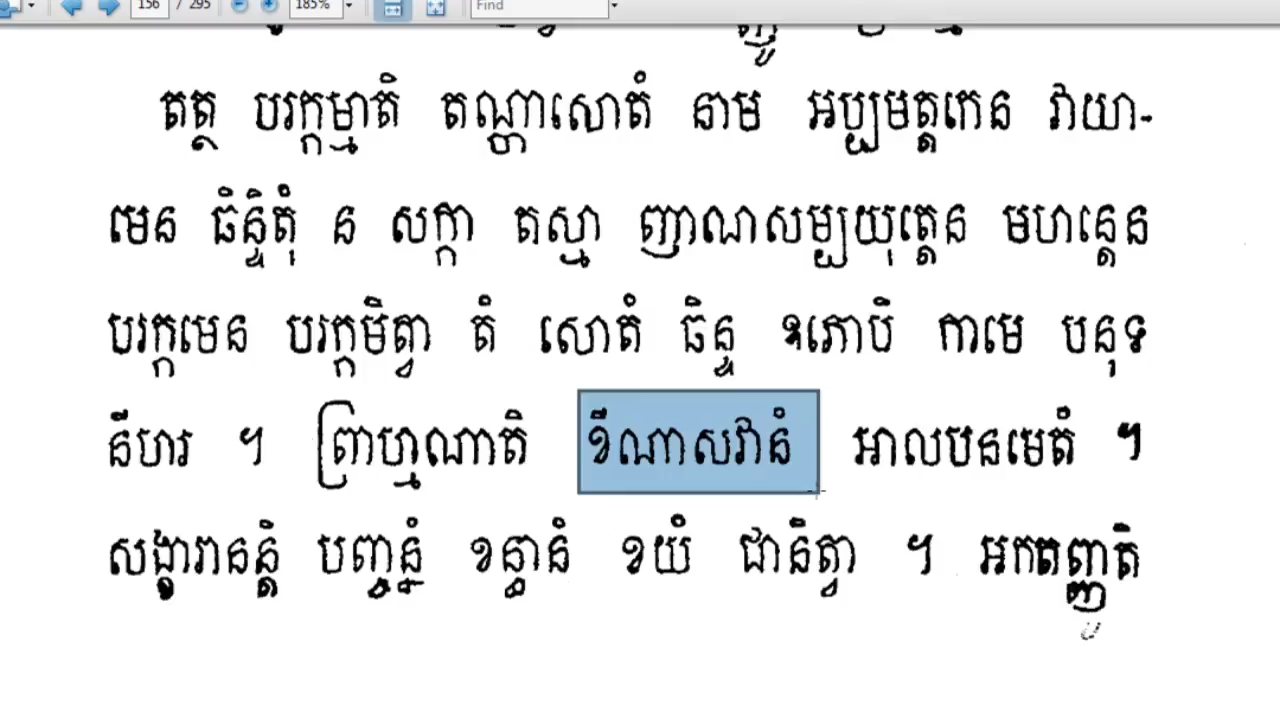 156 / 295 185% Find
តត្ថ បរក្កម្មាតិ តណ្ហាសោតំ នាម អប្បមត្តកេន វាយា-
មេន ឆិន្ទិតុំ ន សក្កា តស្មា ញាណសម្បយុត្តេន មហន្តេន
បរក្កមេន បរក្កមិត្វា តំ សោតំ ឆិន្ទ ឧភោបិ កាមេ បនុទ
នីហរ ។ ព្រាហ្មណាតិ ខីណាសវានំ អាលបនមេតំ ។
សង្ខារានន្តិ បញ្ចន្នំ ខន្ធានំ ខយំ ជានិត្វា ។ អកតញ្ញូតិ